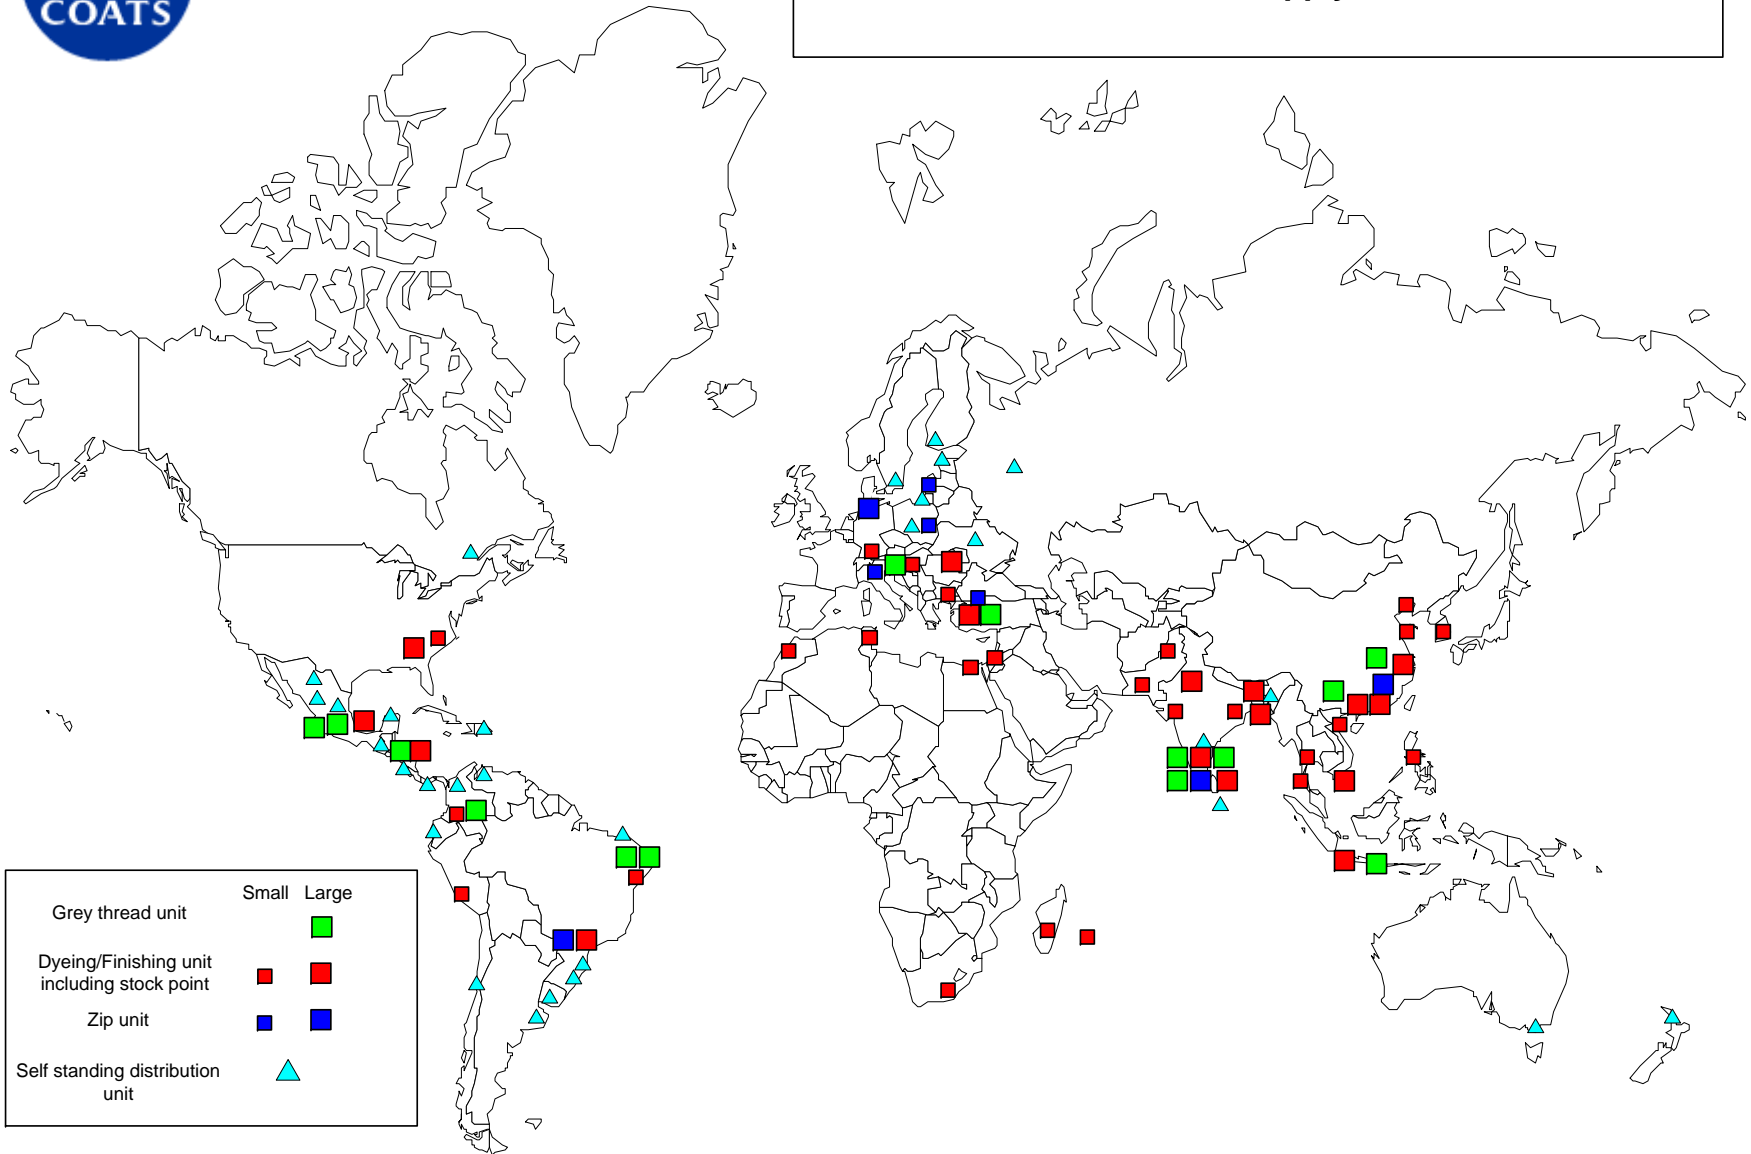 COATS
Small Large
Grey thread unit
Dyeing/Finishing unit
including stock point
Zip unit
Self standing distribution
unit